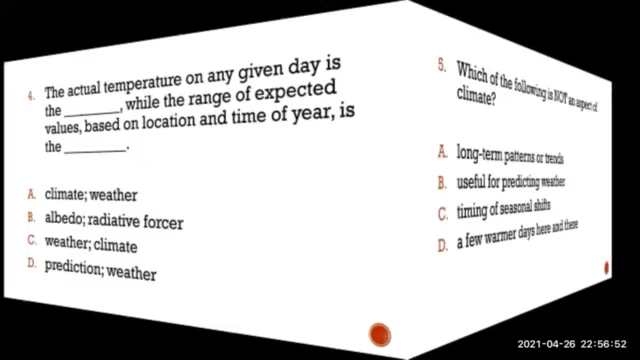 4. The actual temperature on any given day is
the ________, while the range of expected
values, based on location and time of year, is
the ________.
A. climate; weather
B. albedo; radiative forcer
C. weather; climate
D. prediction; weather
5. Which of the following is NOT an aspect of
climate?
A. long-term patterns or trends
B. useful for predicting weather
C. timing of seasonal shifts
D. a few warmer days here and there
2021-04-26 22:56:52